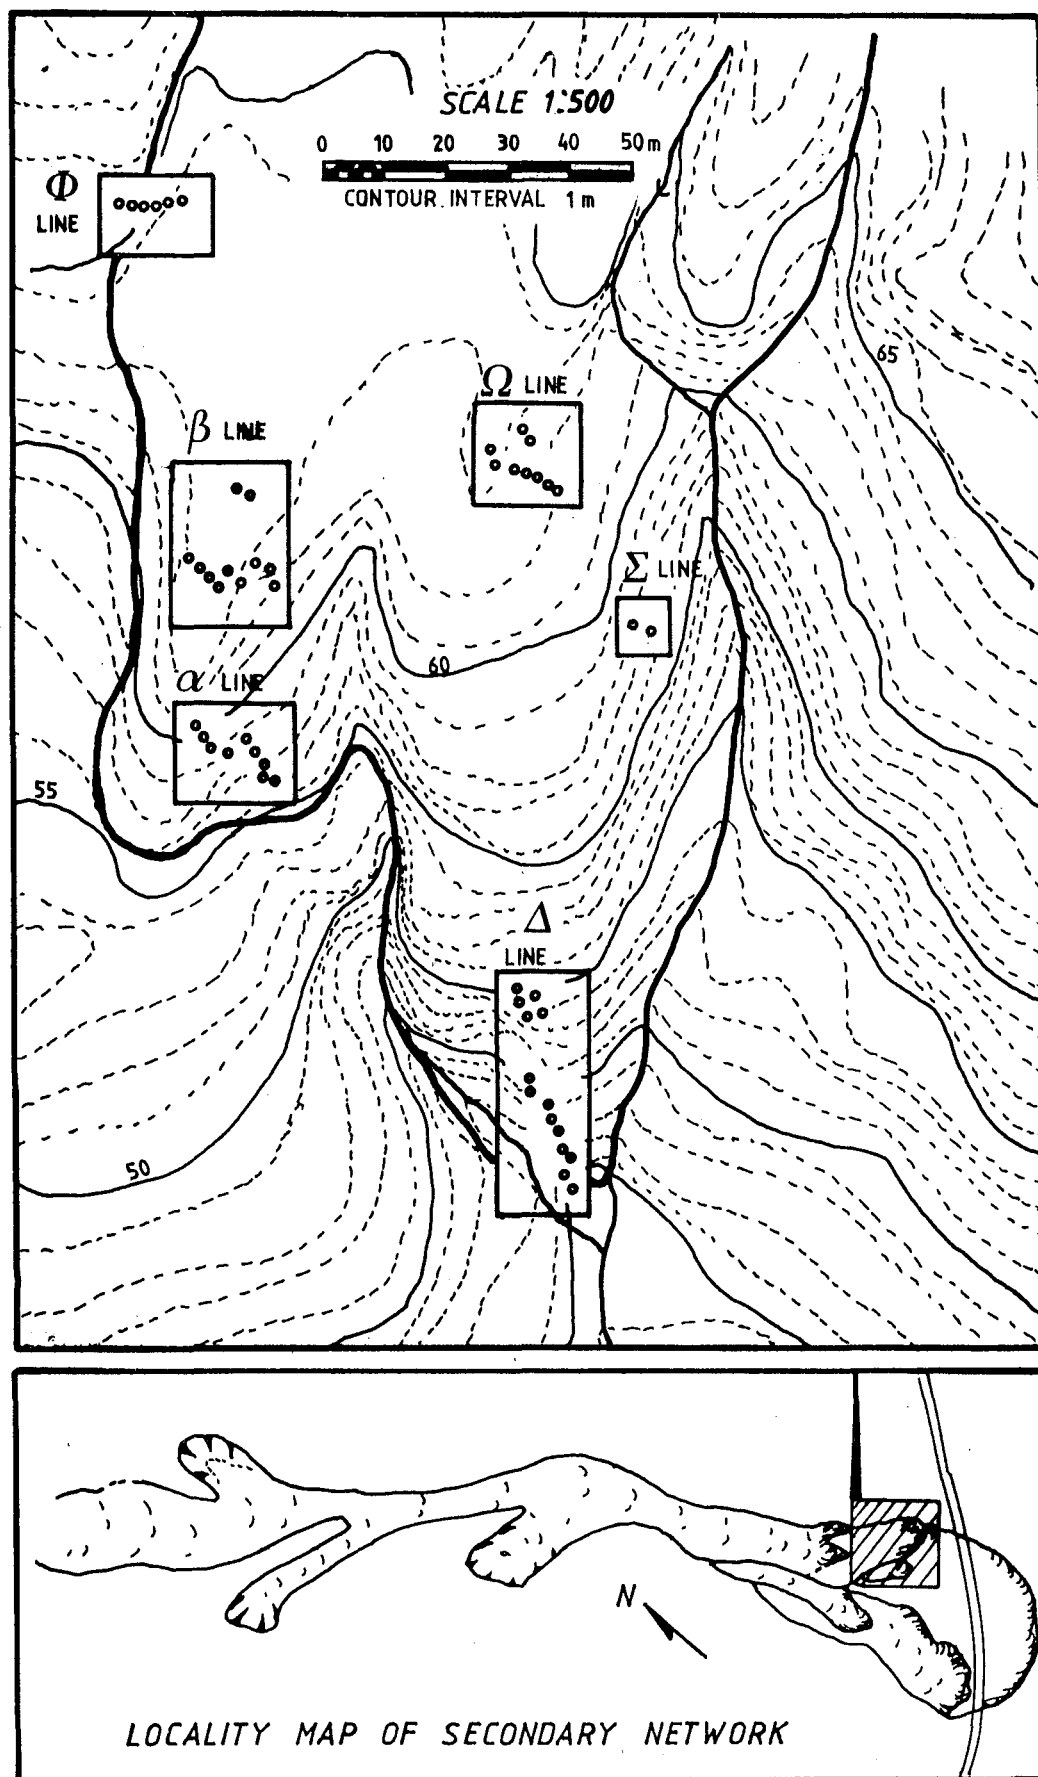 SCALE 1:500
0 10 20 30 40 50m
CONTOUR INTERVAL 1m
Φ
LINE
65
Ω LINE
β LINE
Σ LINE
60
α LINE
55
Δ
LINE
50
N
LOCALITY MAP OF SECONDARY NETWORK